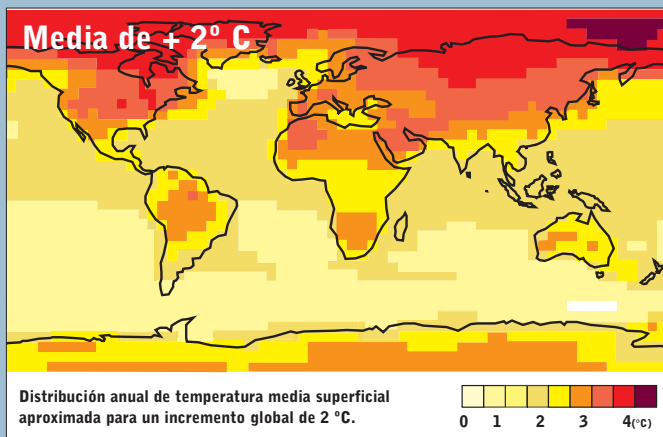 Media de + 2º C
Distribución anual de temperatura media superficial
aproximada para un incremento global de 2 ºC.
0 1 2 3 4(ºC)